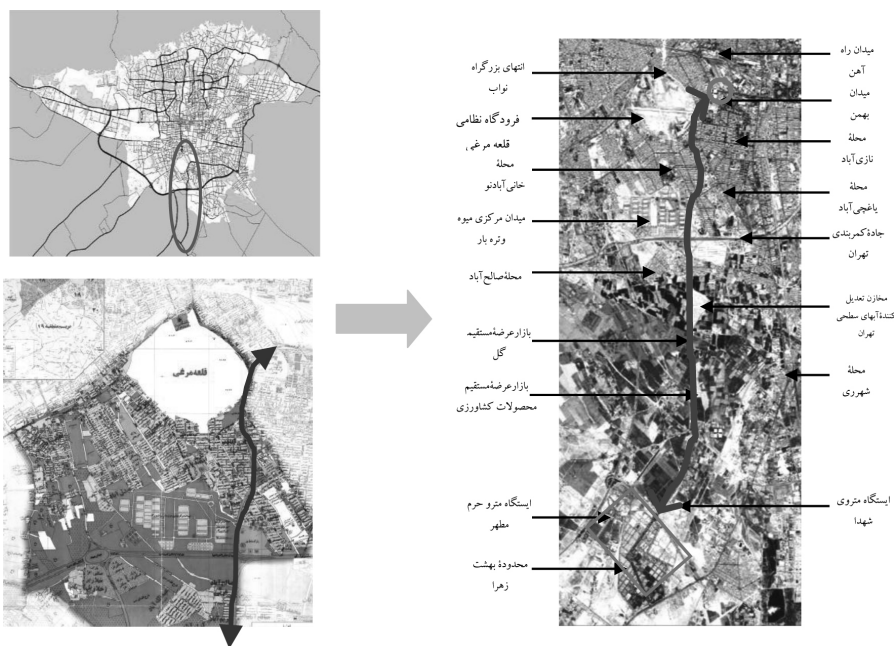 انتهای بزرگراه
نواب
فرودگاه نظامی
قلعه مرغی
محلهٔ
خانی‌آبادنو
میدان مرکزی میوه
وتره بار
محلهٔ‌صالح‌آباد
بازارعرضهٔ‌مستقیم
گل
بازارعرضهٔ‌مستقیم
محصولات کشاورزی
ایستگاه مترو حرم
مطهر
محدودهٔ بهشت
زهرا
میدان راه
آهن
میدان
بهمن
محلهٔ
نازی‌آباد
محلهٔ
یاغچی‌آباد
جادهٔ‌کمربندی
تهران
مخازن تعدیل
کنندهٔ‌آبهای سطحی
تهران
محلهٔ
شهرری
ایستگاه متروی
شهدا
قلعه‌مرغی